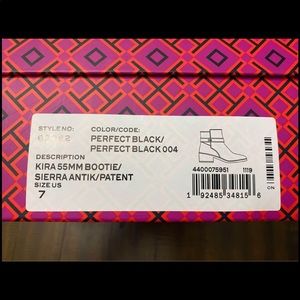 STYLE NO:
COLOR/CODE:
PERFECT BLACK/
PERFECT BLACK 004
DESCRIPTION
KIRA 55MM BOOTIE/
SIERRA ANTIK/PATENT
SIZE US
7
4400075951 1119
1 92485 34815 6